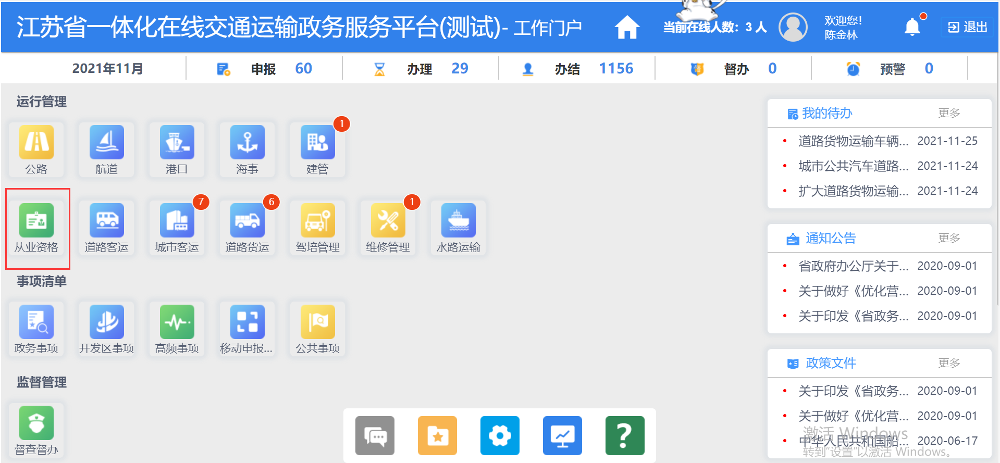 江苏省一体化在线交通运输政务服务平台(测试)- 工作门户
当前在线人数：3 人
欢迎您！
陈金林
退出
2021年11月
申报 60
办理 29
办结 1156
督办 0
预警 0
运行管理
公路
航道
港口
海事
建管
1
从业资格
道路客运
城市客运
7
道路货运
6
驾培管理
维修管理
1
水路运输
事项清单
政务事项
开发区事项
高频事项
移动申报...
公共事项
监督管理
督查督办
?
我的待办 更多
道路货物运输车辆... 2021-11-25
城市公共汽车道路... 2021-11-24
扩大道路货物运输... 2021-11-24
通知公告 更多
省政府办公厅关于... 2020-09-01
关于做好《优化营... 2020-09-01
关于印发《省政务... 2020-09-01
政策文件 更多
关于印发《省政务... 2020-09-01
关于做好《优化营... 2020-09-01
中华人民共和国船... 2020-06-17
激活 Windows
转到“设置”以激活 Windows。